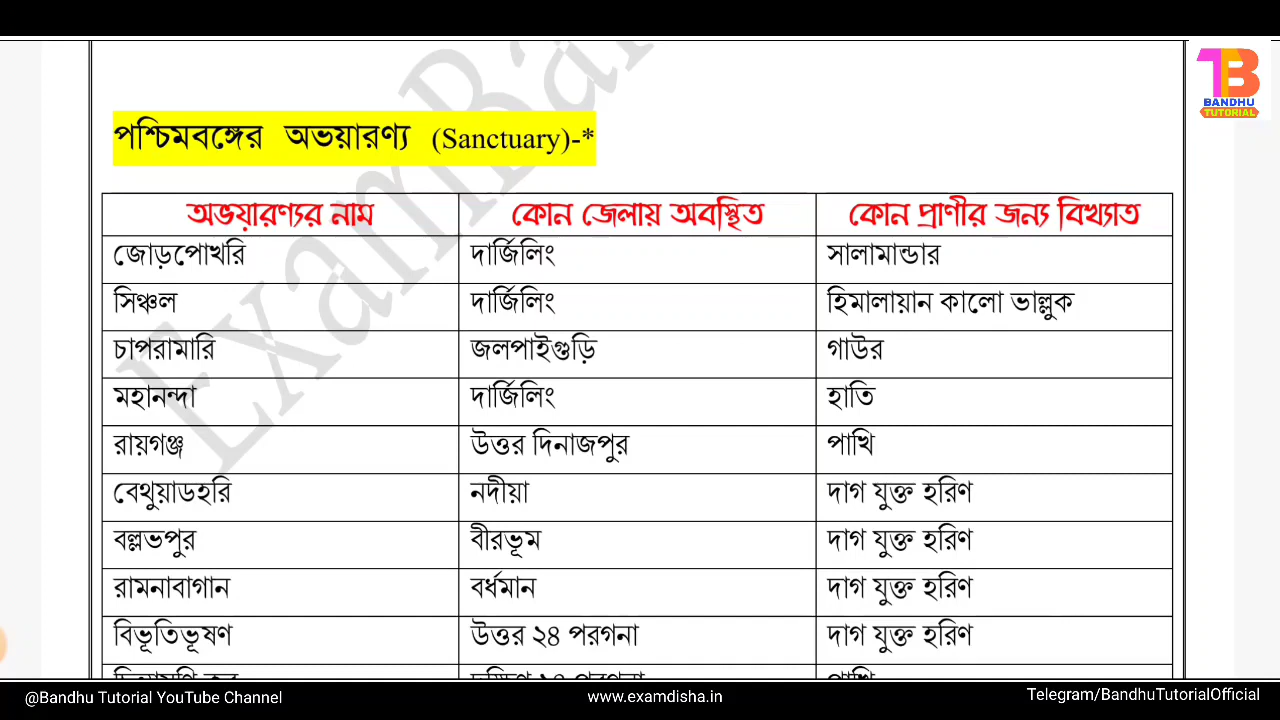 পশ্চিমবঙ্গের অভয়ারণ্য (Sanctuary)-*
BANDHU
TUTORIAL
অভয়ারণ্যর নাম কোন জেলায় অবস্থিত কোন প্রাণীর জন্য বিখ্যাত
জোড়পোখরি দার্জিলিং সালামান্ডার
সিঞ্চল দার্জিলিং হিমালায়ান কালো ভাল্লুক
চাপরামারি জলপাইগুড়ি গাউর
মহানন্দা দার্জিলিং হাতি
রায়গঞ্জ উত্তর দিনাজপুর পাখি
বেথুয়াডহরি নদীয়া দাগ যুক্ত হরিণ
বল্লভপুর বীরভূম দাগ যুক্ত হরিণ
রামনাবাগান বর্ধমান দাগ যুক্ত হরিণ
বিভূতিভূষণ উত্তর ২৪ পরগনা দাগ যুক্ত হরিণ
@Bandhu Tutorial YouTube Channel www.examdisha.in Telegram/BandhuTutorialOfficial